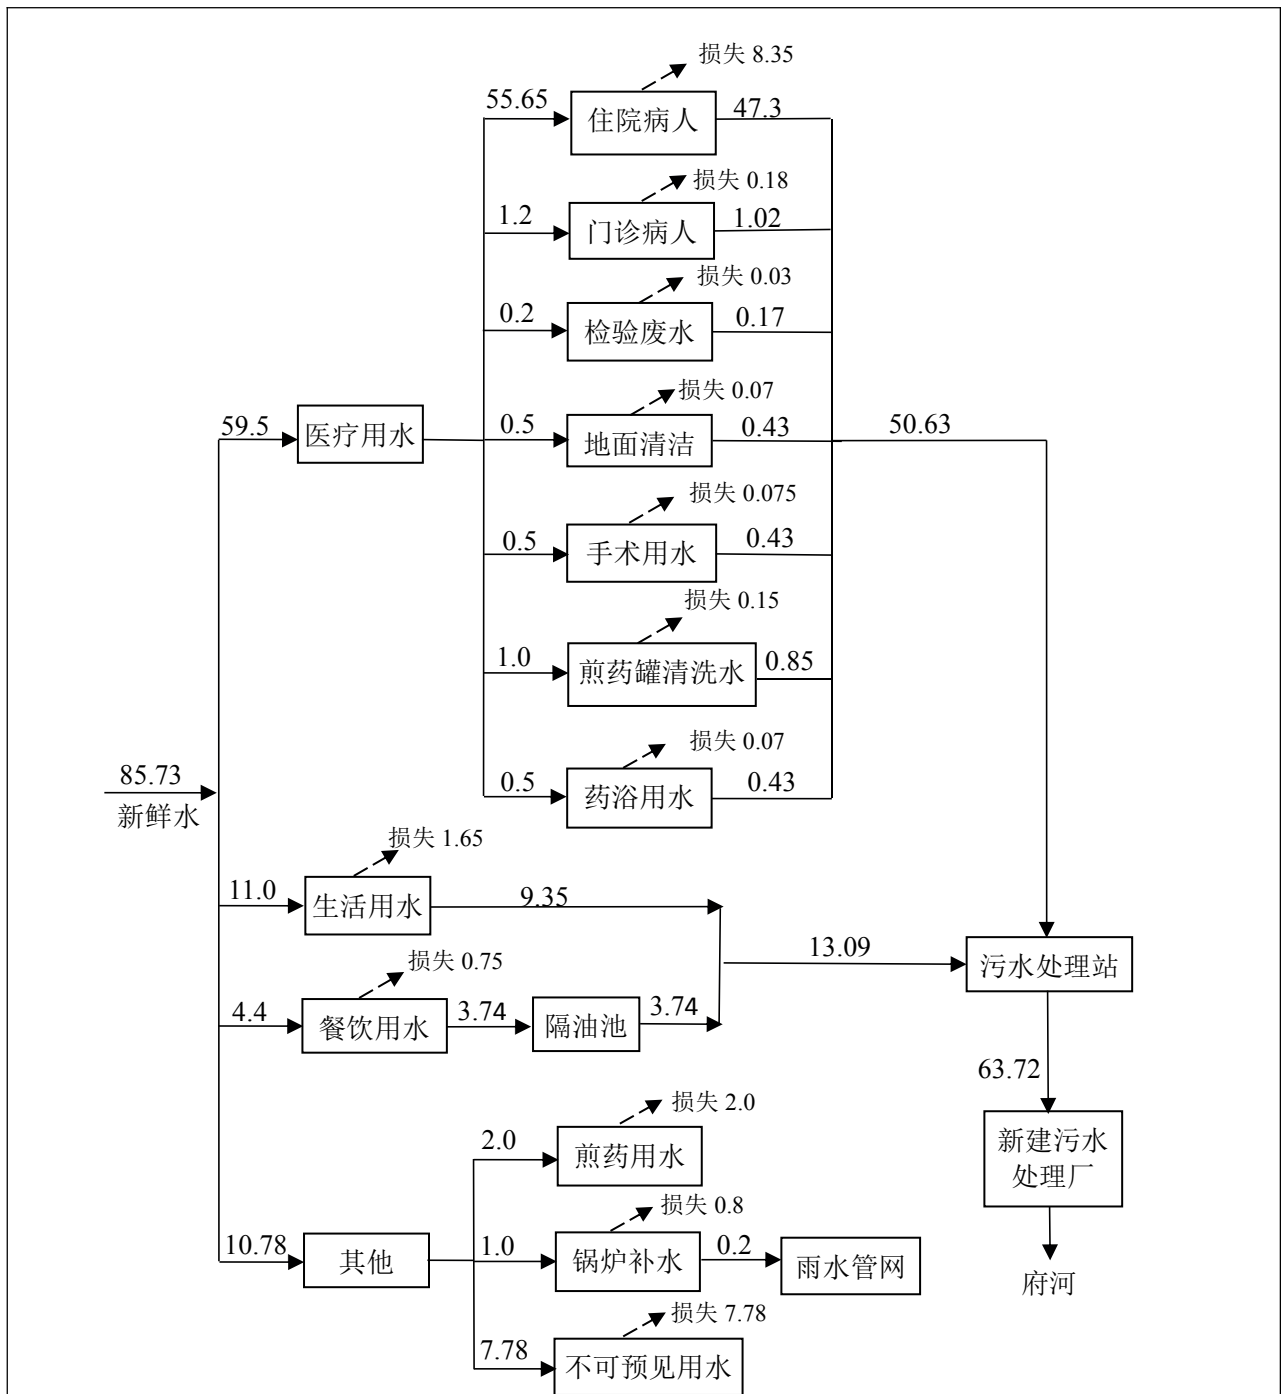 损失 8.35
55.65
住院病人
47.3
损失 0.18
1.2
门诊病人
1.02
损失 0.03
0.2
检验废水
0.17
损失 0.07
59.5
医疗用水
0.5
地面清洁
0.43
50.63
损失 0.075
0.5
手术用水
0.43
损失 0.15
1.0
煎药罐清洗水
0.85
损失 0.07
0.5
药浴用水
0.43
85.73
新鲜水
损失 1.65
11.0
生活用水
9.35
13.09
污水处理站
损失 0.75
4.4
餐饮用水
3.74
隔油池
3.74
63.72
新建污水
处理厂
府河
损失 2.0
2.0
煎药用水
10.78
其他
损失 0.8
1.0
锅炉补水
0.2
雨水管网
损失 7.78
7.78
不可预见用水